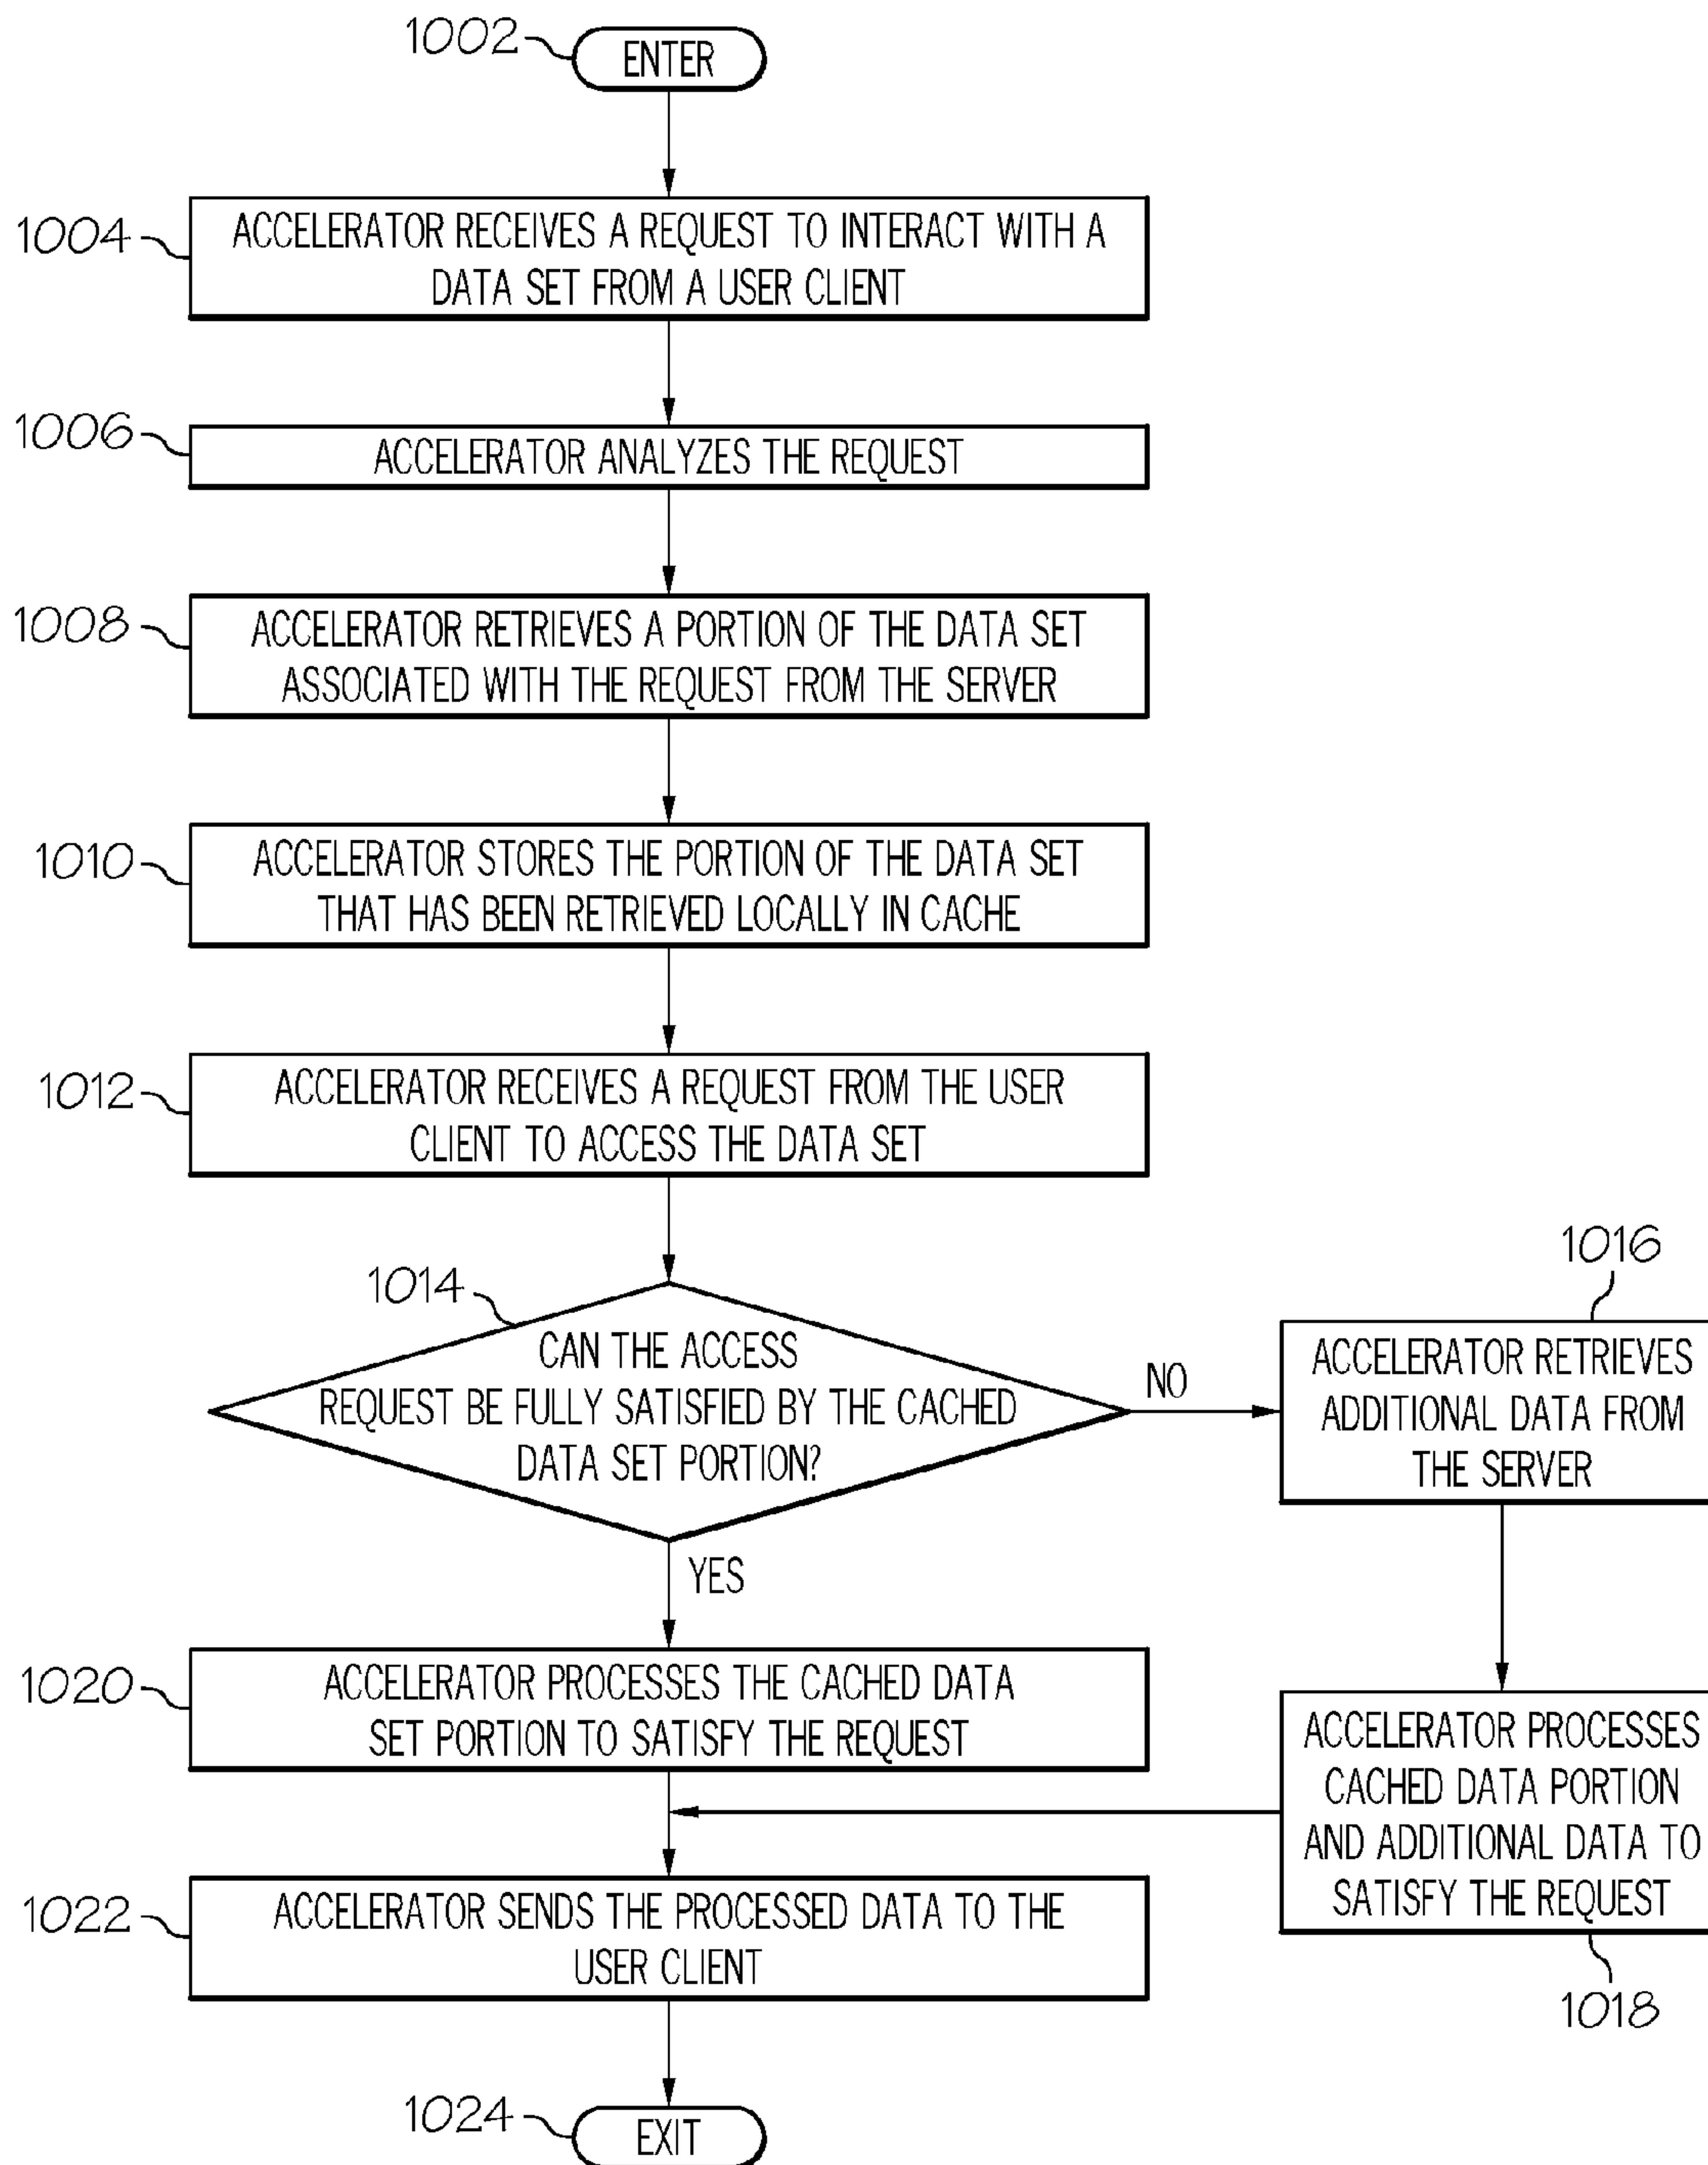 1002
ENTER
1004
ACCELERATOR RECEIVES A REQUEST TO INTERACT WITH A
DATA SET FROM A USER CLIENT
1006
ACCELERATOR ANALYZES THE REQUEST
1008
ACCELERATOR RETRIEVES A PORTION OF THE DATA SET
ASSOCIATED WITH THE REQUEST FROM THE SERVER
1010
ACCELERATOR STORES THE PORTION OF THE DATA SET
THAT HAS BEEN RETRIEVED LOCALLY IN CACHE
1012
ACCELERATOR RECEIVES A REQUEST FROM THE USER
CLIENT TO ACCESS THE DATA SET
1014
CAN THE ACCESS
REQUEST BE FULLY SATISFIED BY THE CACHED
DATA SET PORTION?
NO
1016
ACCELERATOR RETRIEVES
ADDITIONAL DATA FROM
THE SERVER
YES
1020
ACCELERATOR PROCESSES THE CACHED DATA
SET PORTION TO SATISFY THE REQUEST
ACCELERATOR PROCESSES
CACHED DATA PORTION
AND ADDITIONAL DATA TO
SATISFY THE REQUEST
1018
1022
ACCELERATOR SENDS THE PROCESSED DATA TO THE
USER CLIENT
1024
EXIT